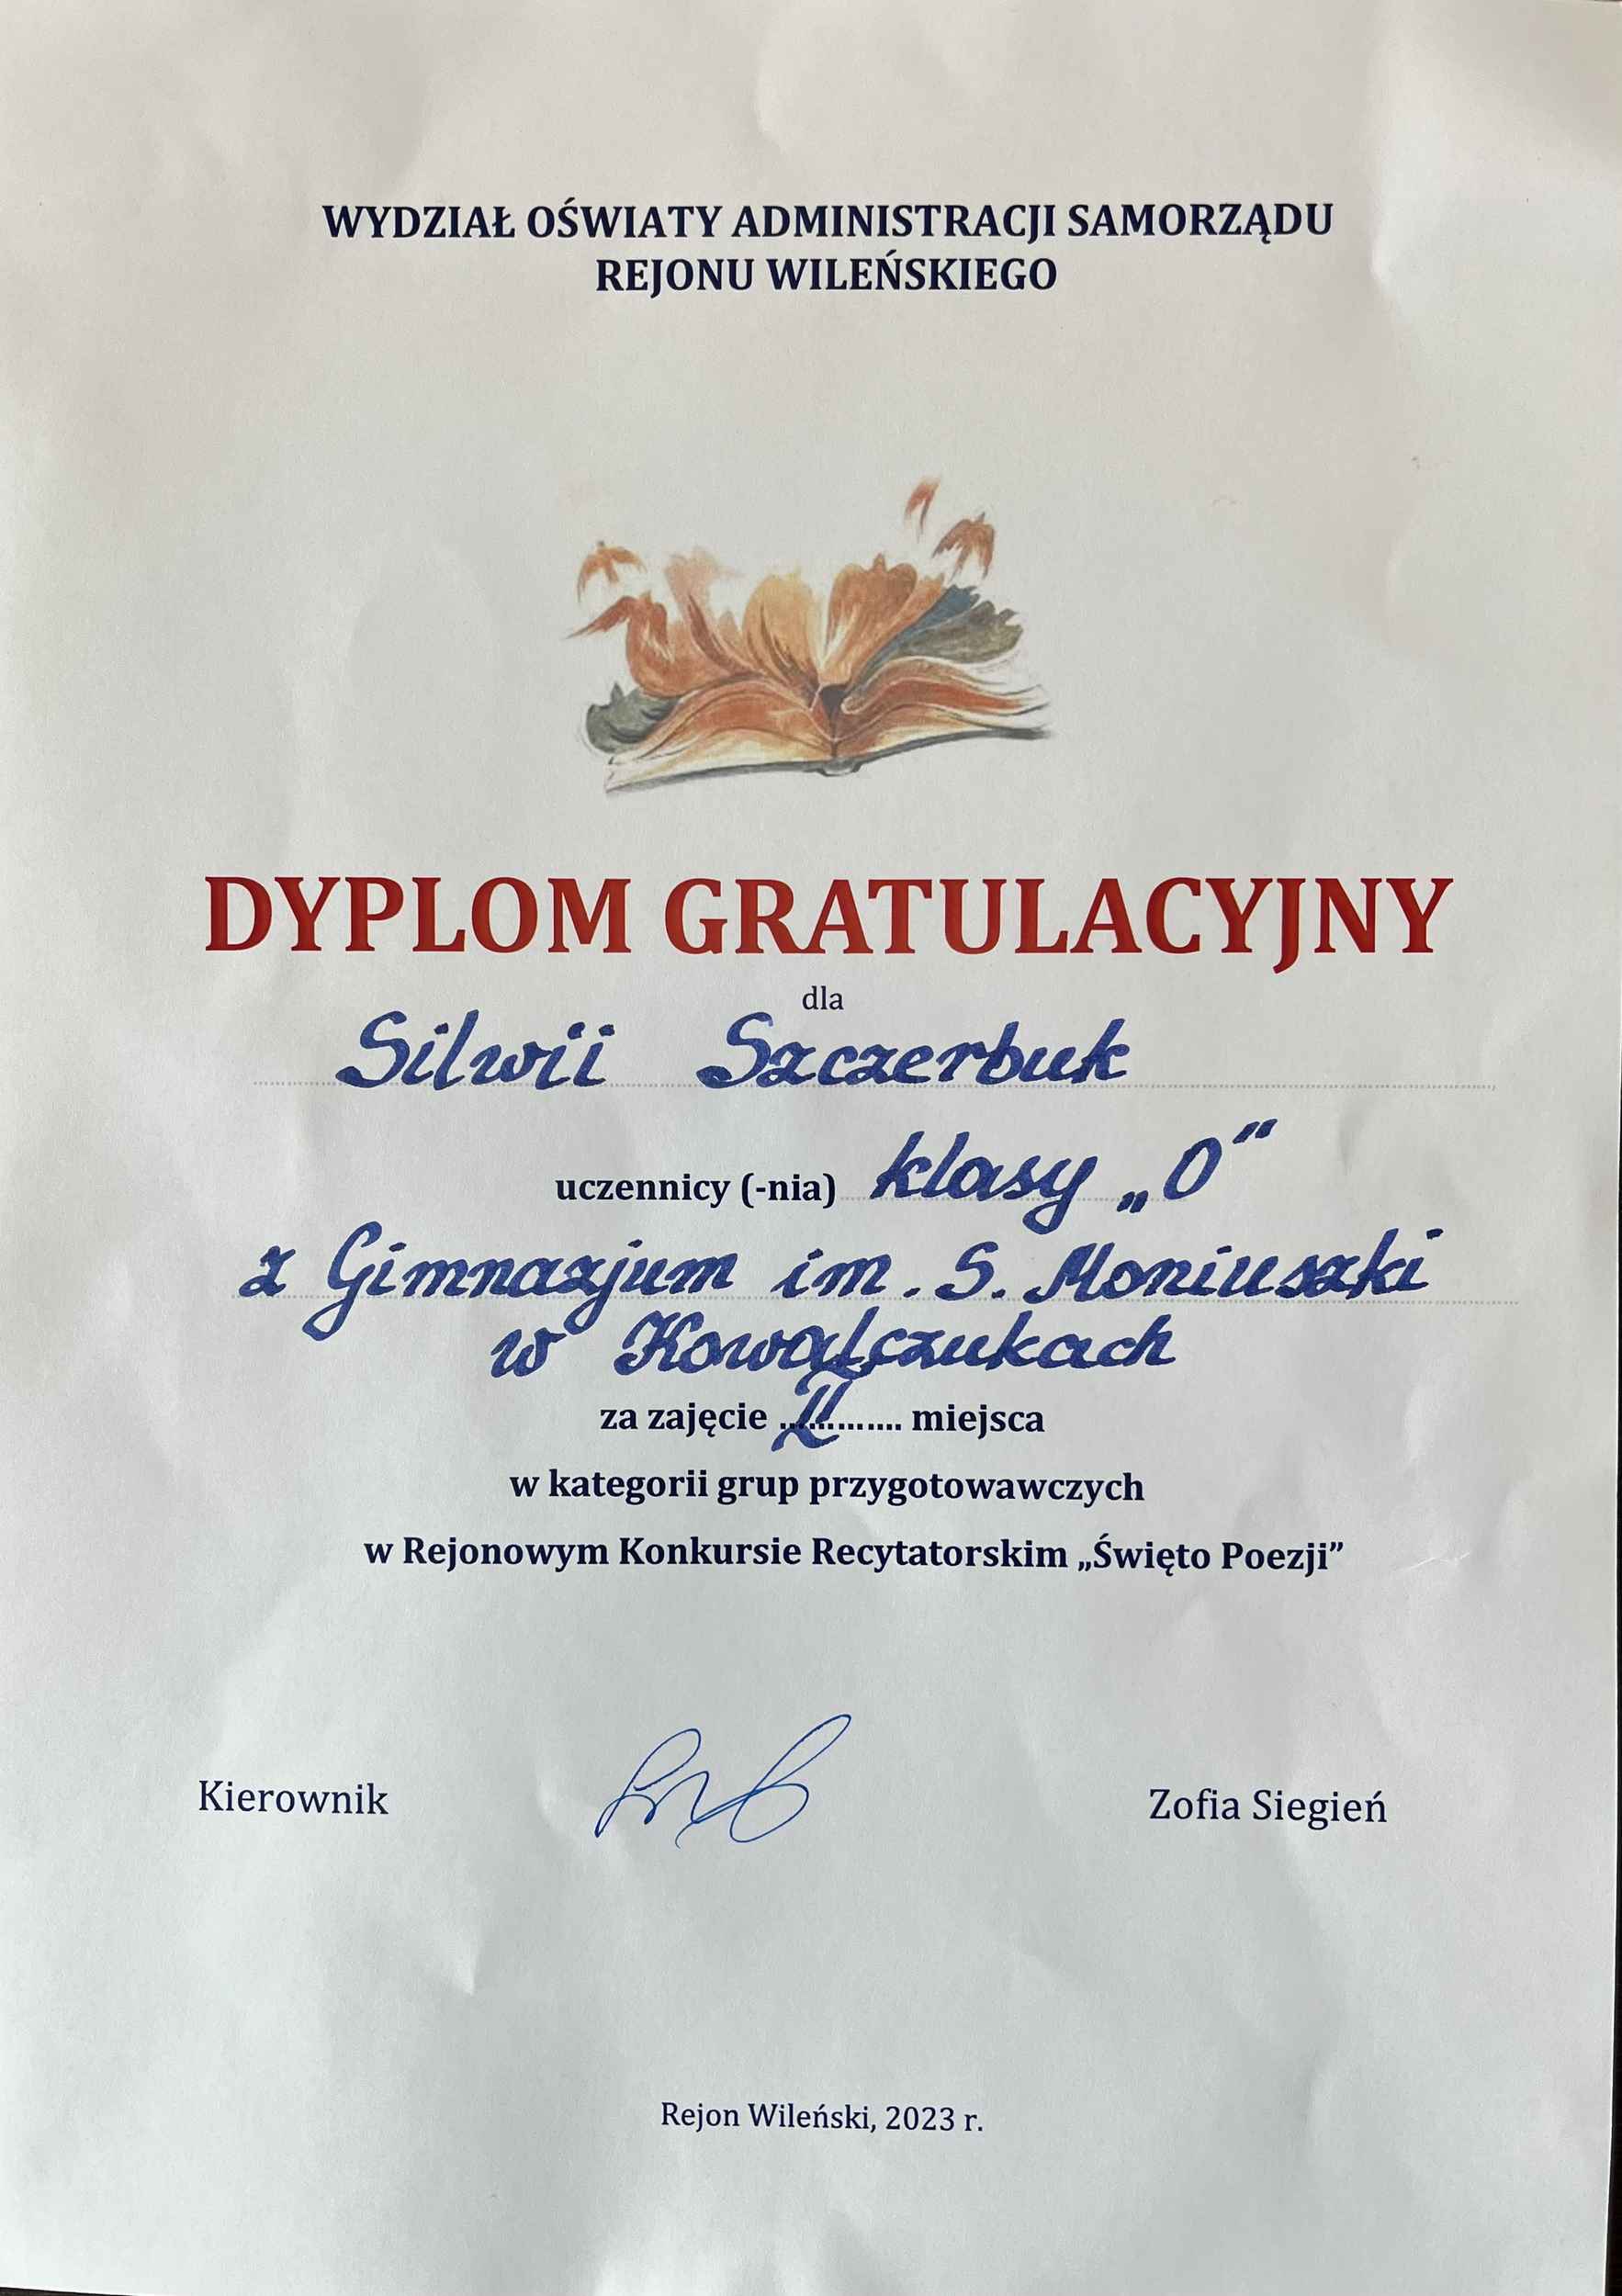 WYDZIAŁ OŚWIATY ADMINISTRACJI SAMORZĄDU
REJONU WILEŃSKIEGO
DYPLOM GRATULACYJNY
dla
Silwii Szczerbuk
uczennicy (-nia) klasy „0“
z Gimnazjum im. S. Moniuszki
w Kowalczukach
za zajęcie ...II......... miejsca
w kategorii grup przygotowawczych
w Rejonowym Konkursie Recytatorskim „Święto Poezji”
Kierownik Zofia Siegień
Rejon Wileński, 2023 r.